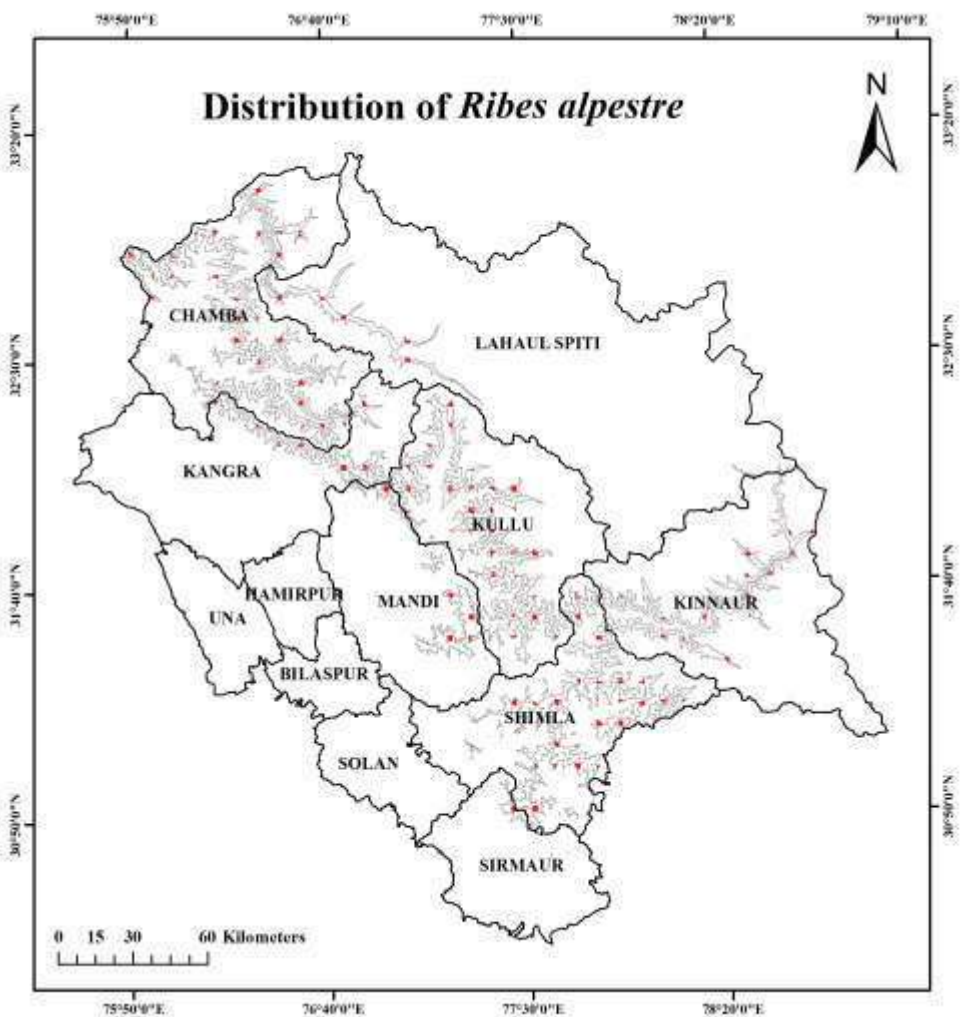 75°50'0"E 76°40'0"E 77°30'0"E 78°20'0"E 79°10'0"E
Distribution of Ribes alpestre
N
33°20'0"N
33°20'0"N
CHAMBA
LAHAUL SPITI
32°30'0"N
32°30'0"N
KANGRA
KULLU
31°40'0"N
31°40'0"N
HAMIRPUR
MANDI
KINNAUR
UNA
BILASPUR
SHIMLA
SOLAN
30°50'0"N
30°50'0"N
SIRMAUR
0 15 30 60 Kilometers
75°50'0"E 76°40'0"E 77°30'0"E 78°20'0"E